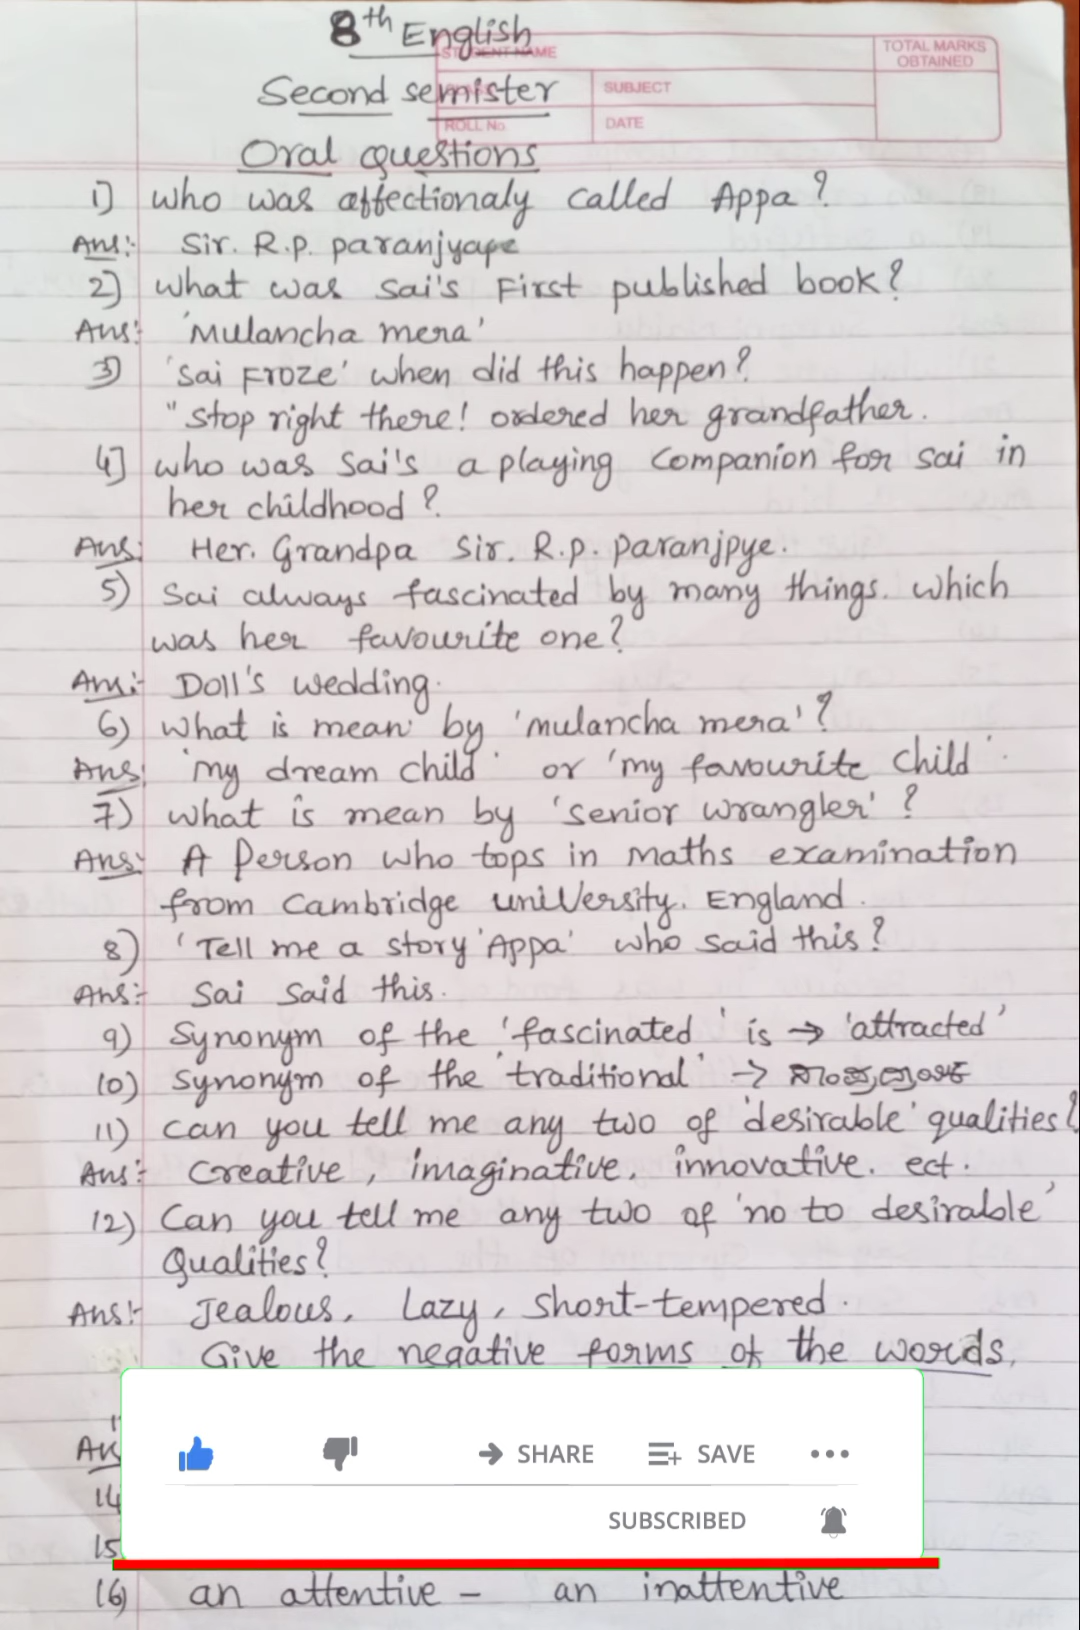 8th English
STUDENT NAME
TOTAL MARKS OBTAINED
Second semister
SUBJECT
ROLL No.
DATE
Oral questions
1) who was affectionaly called Appa?
Ans:- Sir. R.p. paranjyape
2) what was sai's First published book?
Ans: 'Mulancha mera'
3) 'Sai Froze' when did this happen?
"Stop right there! ordered her grandfather.
4] who was Sai's a playing companion for sai in
her childhood?
Ans: Her. Grandpa Sir. R.p. paranjpye.
5) Sai always fascinated by many things. which
was her favourite one?
Ans:- Doll's wedding.
6) what is mean by 'mulancha mera'?
Ans: 'my dream child' or 'my favourite child'.
7) what is mean by 'senior wrangler'?
Ans:- A person who tops in maths examination
from Cambridge university. England.
8) 'Tell me a story 'Appa' who said this?
Ans:- Sai said this.
9) Synonym of the 'fascinated' is → 'attracted'
10) Synonym of the 'traditional' →
11) can you tell me any two of 'desirable' qualities?
Ans:- Creative, imaginative, innovative. ect.
12) Can you tell me any two of 'no to desirable'
Qualities?
Ans:- Jealous, Lazy, short-tempered.
Give the negative forms of the words,
SHARE SAVE
14
SUBSCRIBED
15
16) an attentive - an inattentive